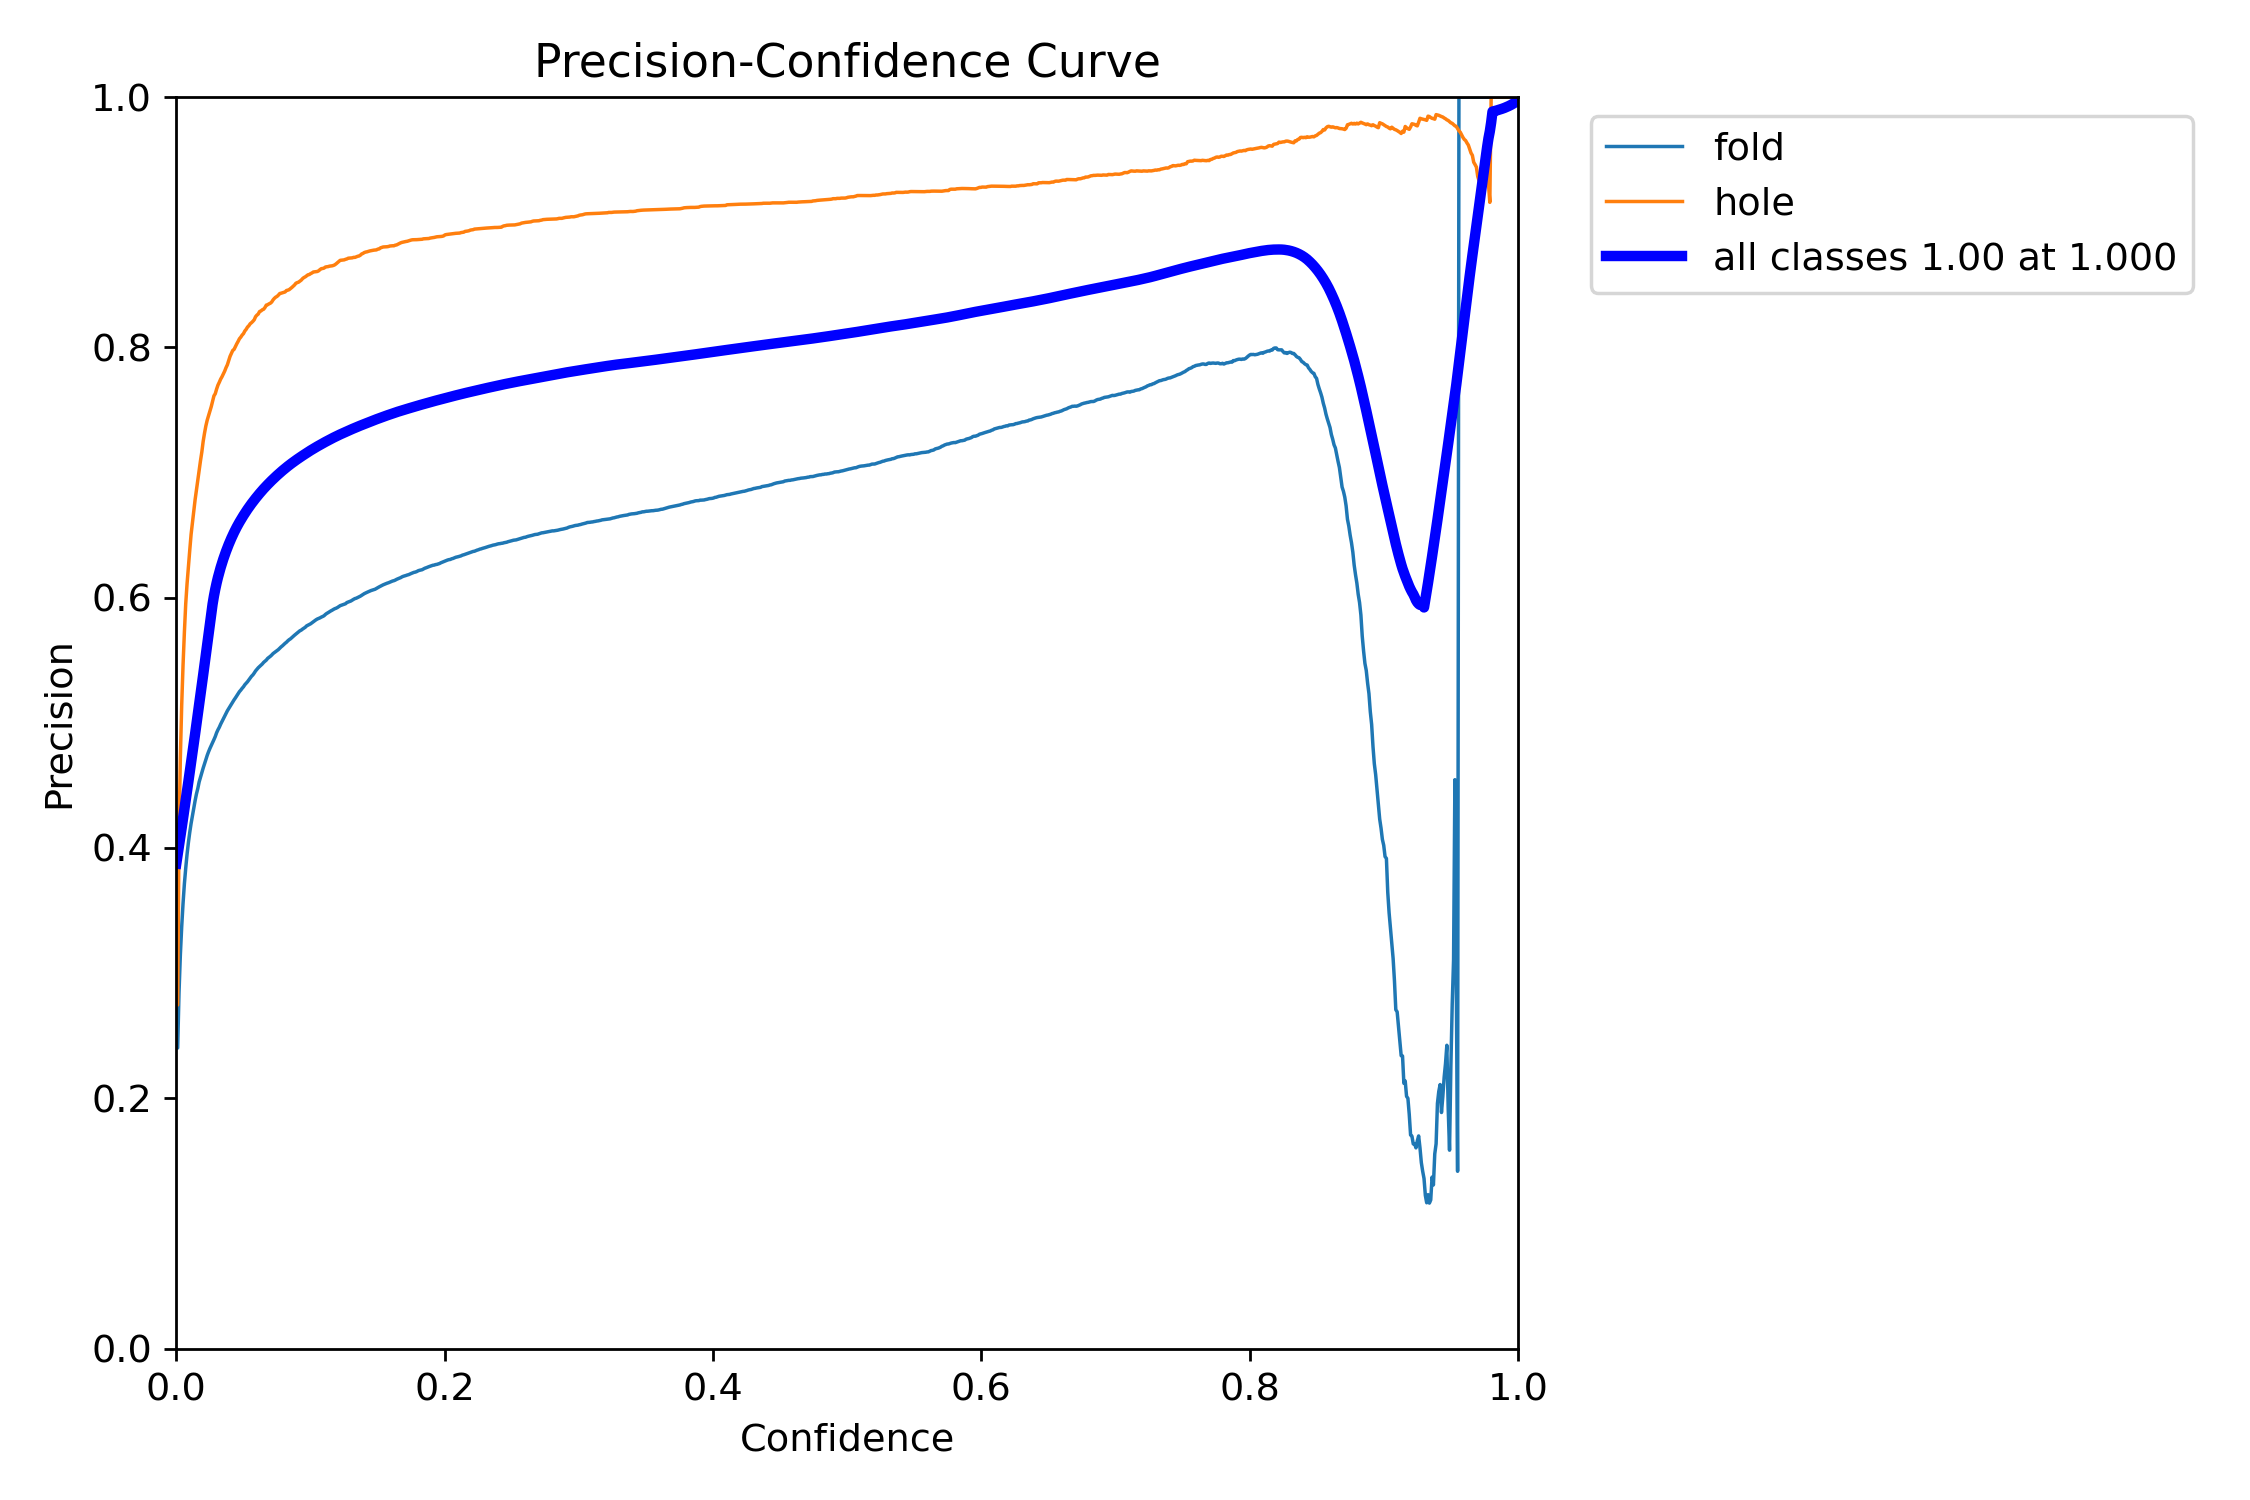 Precision-Confidence Curve
1.0
0.8
0.6
0.4
0.2
0.0
Precision
0.0 0.2 0.4 0.6 0.8 1.0
Confidence
fold
hole
all classes 1.00 at 1.000